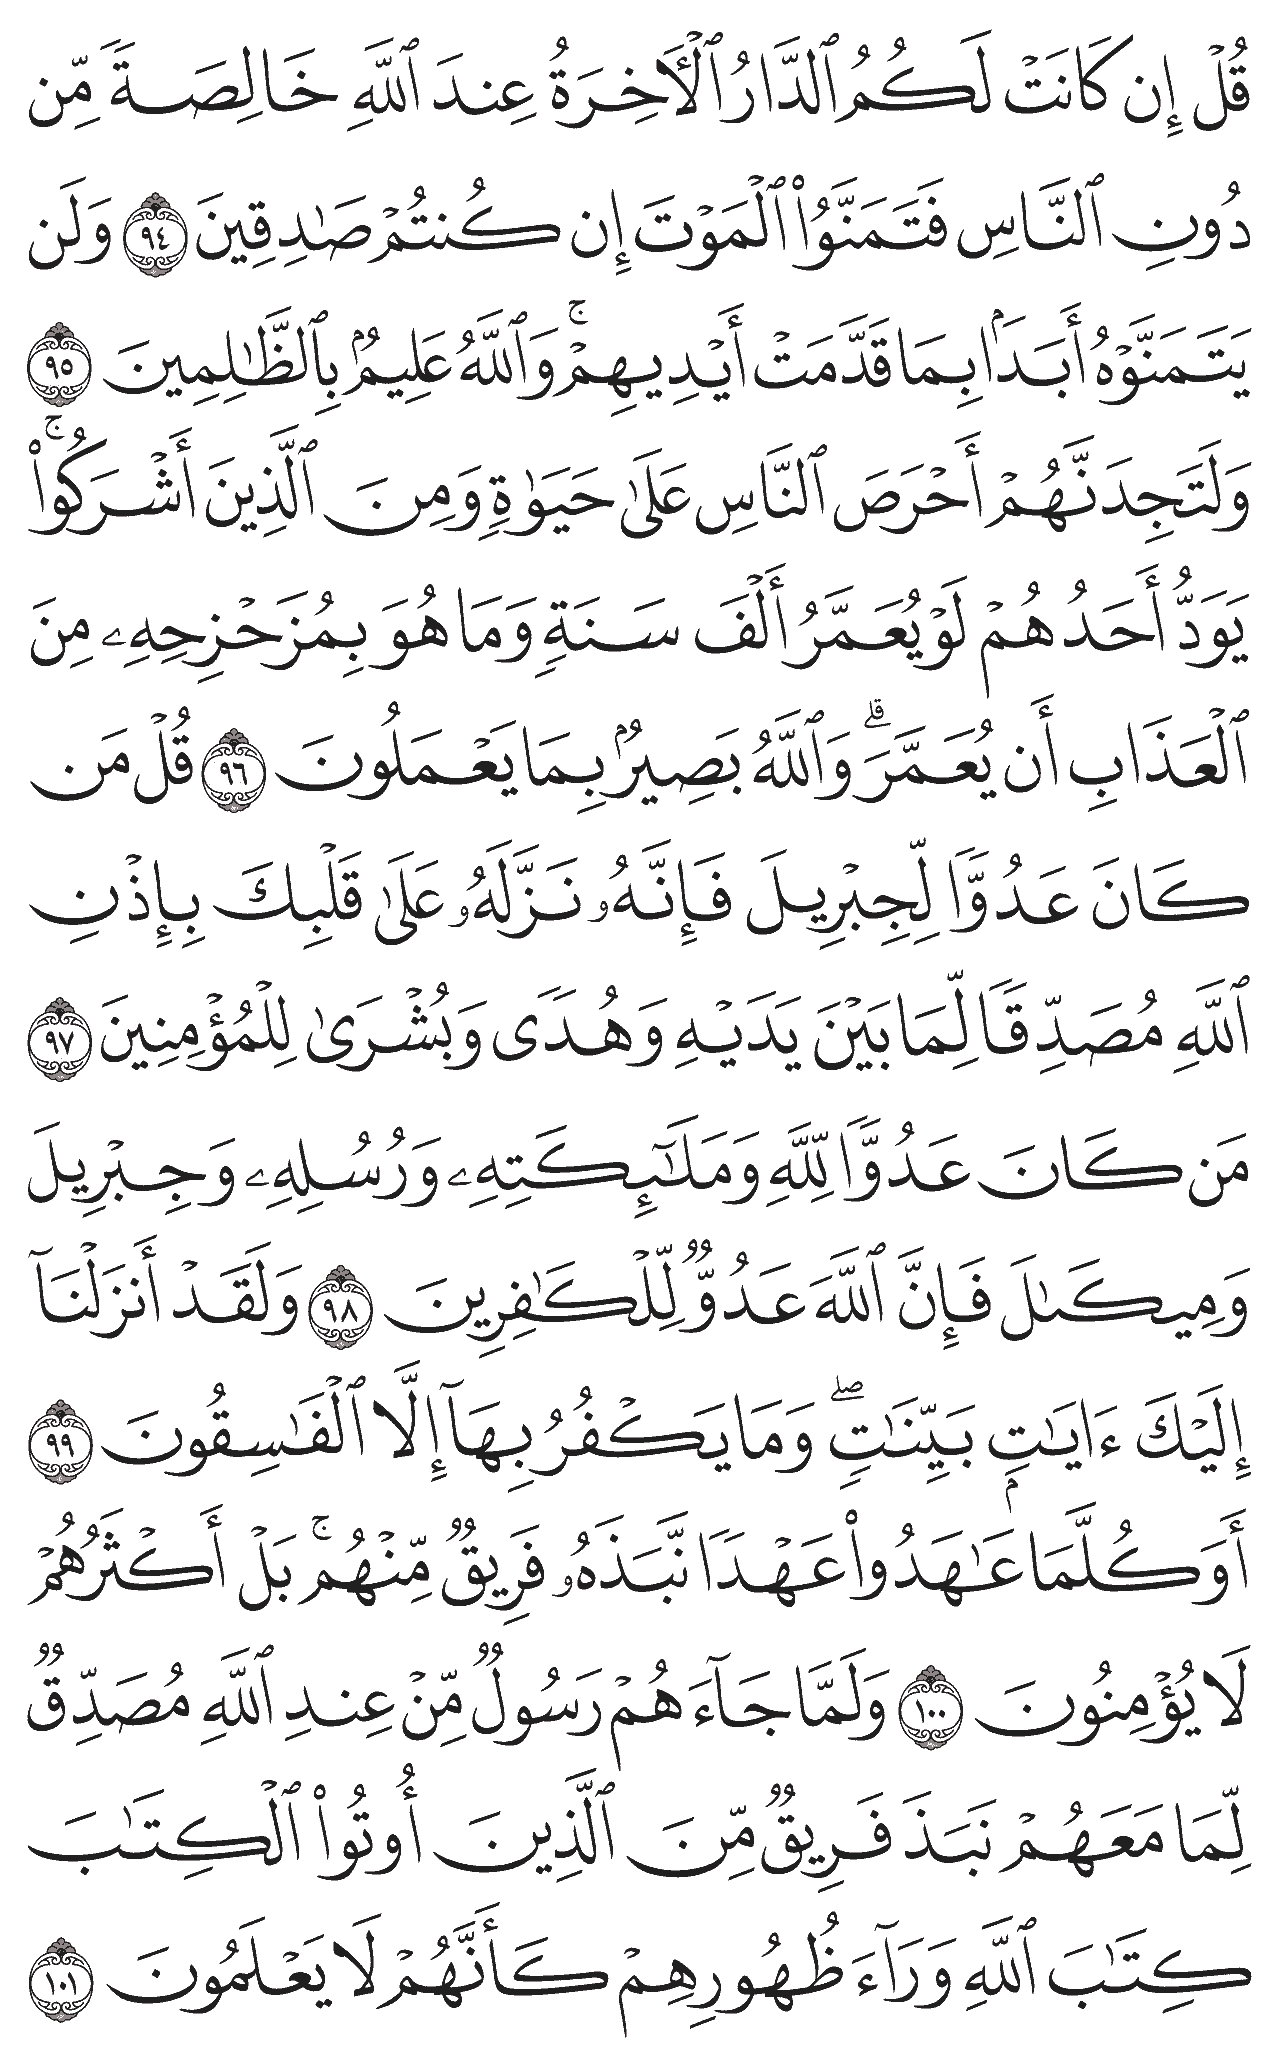 قُلْ إِن كَانَتْ لَكُمُ ٱلدَّارُ ٱلْأَخِرَةُ عِندَ ٱللَّهِ خَالِصَةً مِّن
دُونِ ٱلنَّاسِ فَتَمَنَّوُا۟ ٱلْمَوْتَ إِن كُنتُمْ صَـٰدِقِينَ ٩٤ وَلَن
يَتَمَنَّوْهُ أَبَدَۢا بِمَا قَدَّمَتْ أَيْدِيهِمْ ۚ وَٱللَّهُ عَلِيمٌۢ بِٱلظَّـٰلِمِينَ ٩٥
وَلَتَجِدَنَّهُمْ أَحْرَصَ ٱلنَّاسِ عَلَىٰ حَيَوٰةٍ وَمِنَ ٱلَّذِينَ أَشْرَكُوا۟ ۚ
يَوَدُّ أَحَدُهُمْ لَوْ يُعَمَّرُ أَلْفَ سَنَةٍ وَمَا هُوَ بِمُزَحْزِحِهِۦ مِنَ
ٱلْعَذَابِ أَن يُعَمَّرَ ۗ وَٱللَّهُ بَصِيرٌۢ بِمَا يَعْمَلُونَ ٩٦ قُلْ مَن
كَانَ عَدُوًّا لِّجِبْرِيلَ فَإِنَّهُۥ نَزَّلَهُۥ عَلَىٰ قَلْبِكَ بِإِذْنِ
ٱللَّهِ مُصَدِّقًا لِّمَا بَيْنَ يَدَيْهِ وَهُدًى وَبُشْرَىٰ لِلْمُؤْمِنِينَ ٩٧
مَن كَانَ عَدُوًّا لِّلَّهِ وَمَلَـٰٓئِكَتِهِۦ وَرُسُلِهِۦ وَجِبْرِيلَ
وَمِيكَىٰلَ فَإِنَّ ٱللَّهَ عَدُوٌّ لِّلْكَـٰفِرِينَ ٩٨ وَلَقَدْ أَنزَلْنَآ
إِلَيْكَ ءَايَـٰتٍۭ بَيِّنَـٰتٍ ۖ وَمَا يَكْفُرُ بِهَآ إِلَّا ٱلْفَـٰسِقُونَ ٩٩
أَوَكُلَّمَا عَـٰهَدُوا۟ عَهْدًا نَّبَذَهُۥ فَرِيقٌ مِّنْهُم ۚ بَلْ أَكْثَرُهُمْ
لَا يُؤْمِنُونَ ١٠٠ وَلَمَّا جَآءَهُمْ رَسُولٌ مِّنْ عِندِ ٱللَّهِ مُصَدِّقٌ
لِّمَا مَعَهُمْ نَبَذَ فَرِيقٌ مِّنَ ٱلَّذِينَ أُوتُوا۟ ٱلْكِتَـٰبَ
كِتَـٰبَ ٱللَّهِ وَرَآءَ ظُهُورِهِمْ كَأَنَّهُمْ لَا يَعْلَمُونَ ١٠١